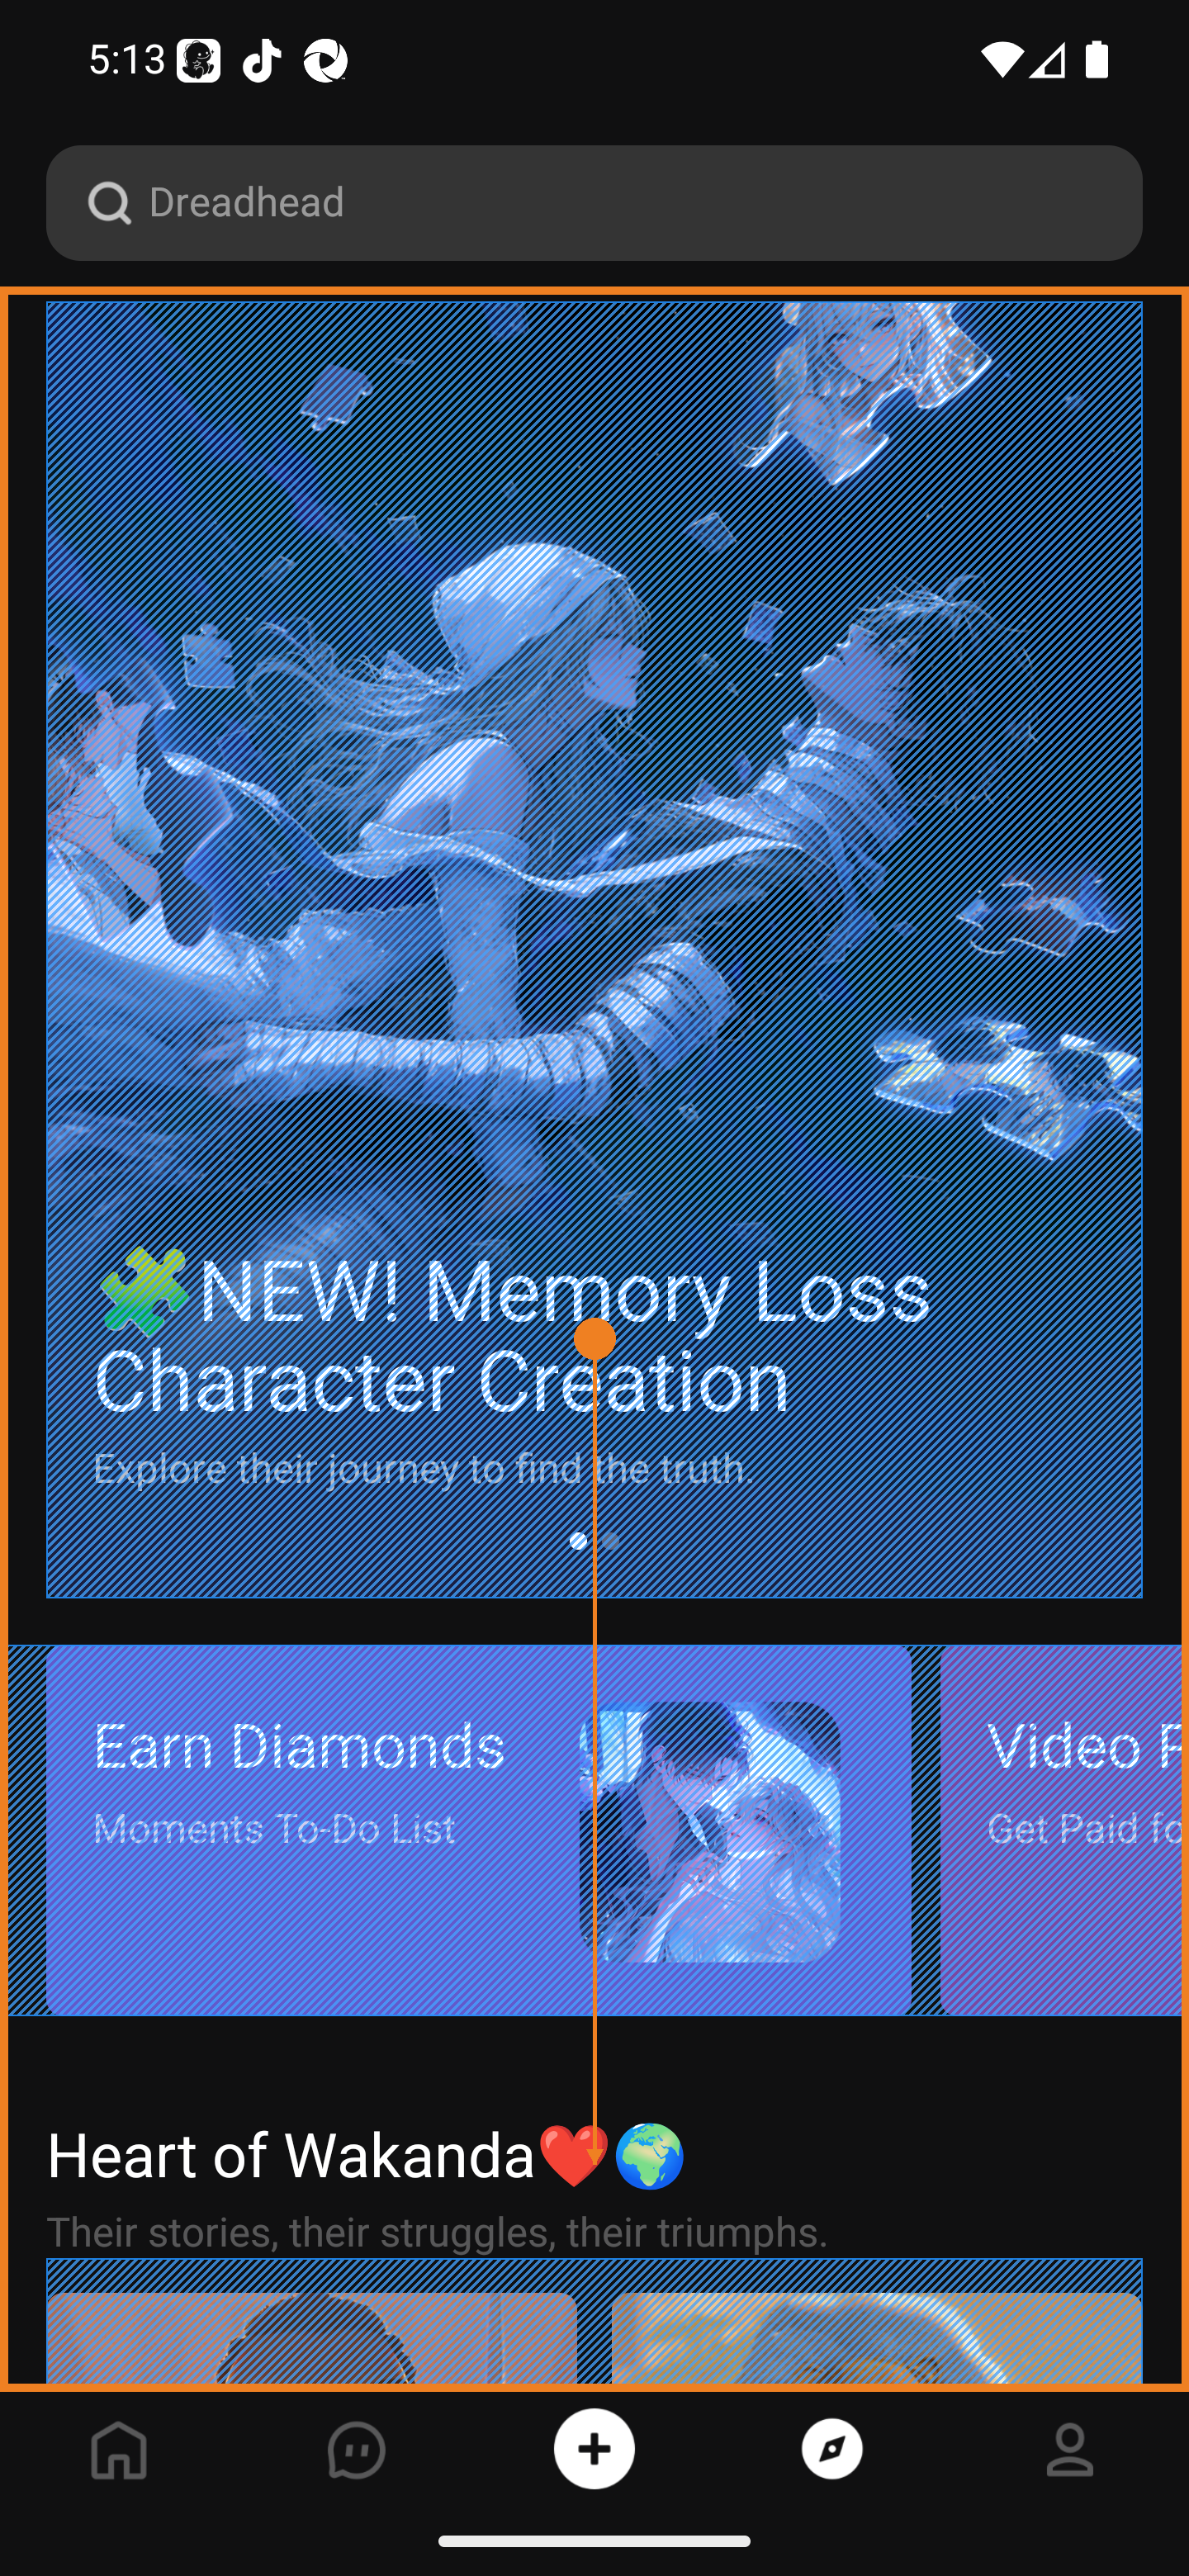 5:13
Dreadhead
NEW! Memory Loss
Character Creation
Explore their journey to find the truth.
Earn Diamonds
Moments To-Do List
Video
Get Paid
Heart of Wakanda
Their stories, their struggles, their triumphs.